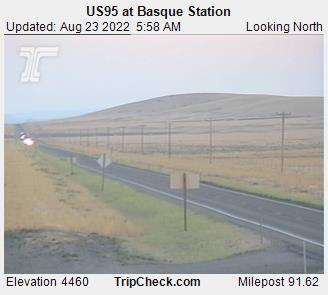 US95 at Basque Station
Updated: Aug 23 2022 5:58 AM Looking North
Elevation 4460 TripCheck.com Milepost 91.62